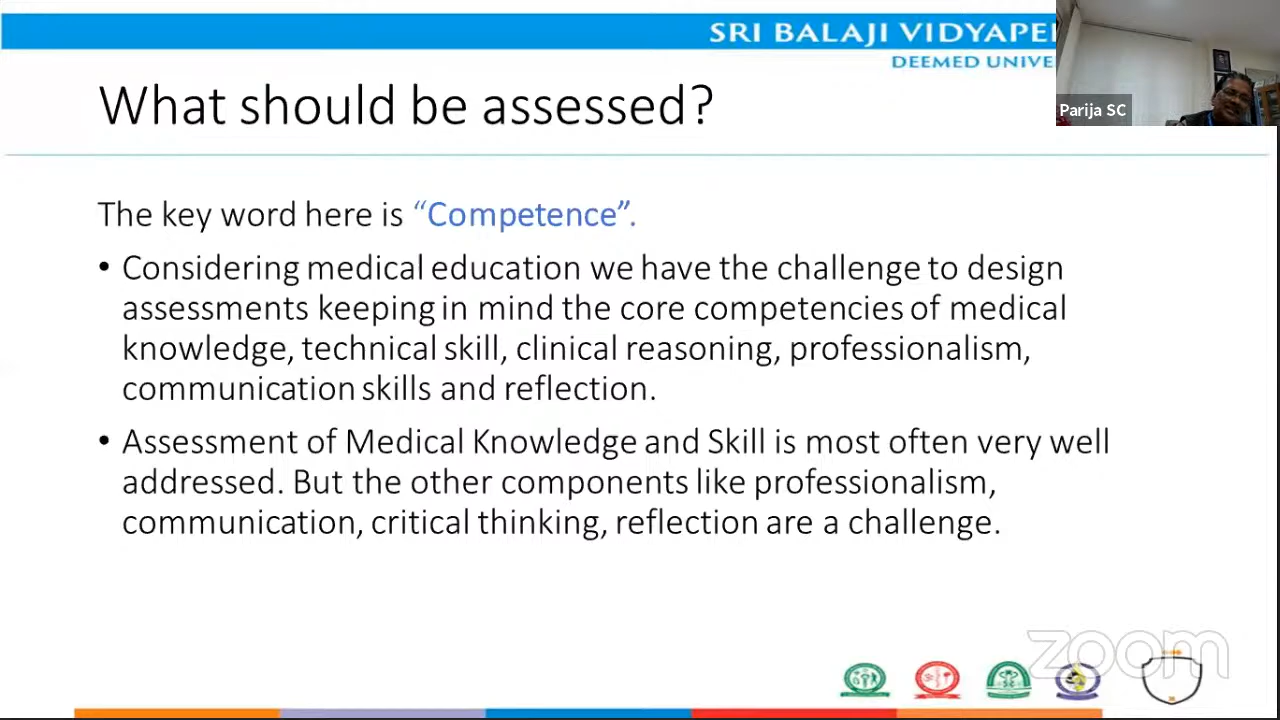 SRI BALAJI VIDYAPE
DEEMED UNIVE
What should be assessed?
Parija SC
The key word here is “Competence”.
• Considering medical education we have the challenge to design
assessments keeping in mind the core competencies of medical
knowledge, technical skill, clinical reasoning, professionalism,
communication skills and reflection.
• Assessment of Medical Knowledge and Skill is most often very well
addressed. But the other components like professionalism,
communication, critical thinking, reflection are a challenge.
zoom